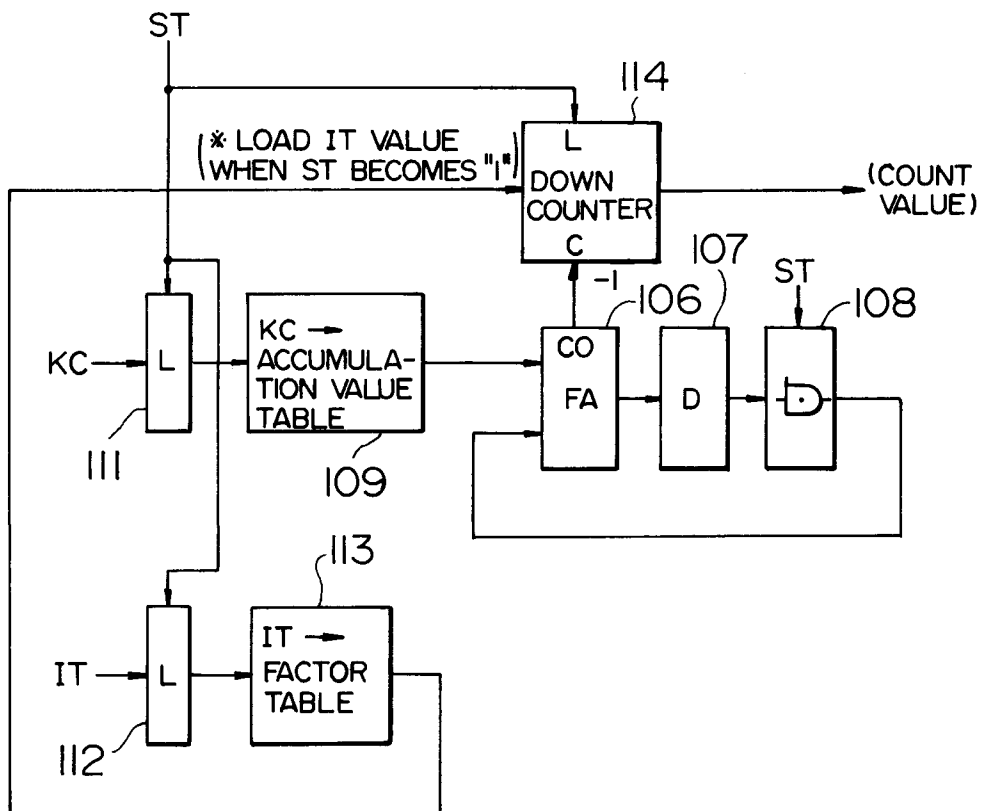 ST
114
(※ LOAD IT VALUE
WHEN ST BECOMES "1")
L
DOWN
COUNTER
C
(COUNT
VALUE)
-1
107
ST
106
108
KC
L
KC →
ACCUMULA-
TION VALUE
TABLE
CO
FA
D
111
109
113
IT
L
IT →
FACTOR
TABLE
112